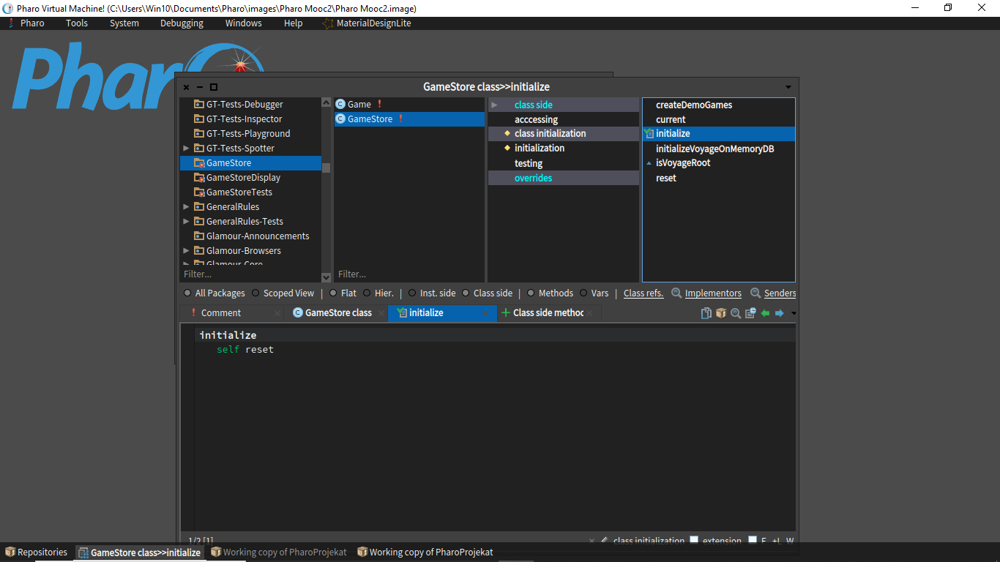 Pharo Virtual Machine! (C:\Users\Win10\Documents\Pharo\images\Pharo Mooc2\Pharo Mooc2.image)
Pharo Tools System Debugging Windows Help MaterialDesignLite
Phar
GameStore class>>initialize
GT-Tests-Debugger
GT-Tests-Inspector
GT-Tests-Playground
GT-Tests-Spotter
GameStore
GameStoreDisplay
GameStoreTests
GeneralRules
GeneralRules-Tests
Glamour-Announcements
Glamour-Browsers
Glamour-Core
Filter...
Game !
GameStore !
Filter...
class side
acccessing
class initialization
initialization
testing
overrides
createDemoGames
current
initialize
initializeVoyageOnMemoryDB
isVoyageRoot
reset
All Packages Scoped View | Flat Hier. | Inst. side Class side | Methods Vars | Class refs. Implementors Senders
! Comment GameStore class initialize + Class side methoc
initialize
self reset
1/2 [1] class initialization extension F +L W
Repositories GameStore class>>initialize Working copy of PharoProjekat Working copy of PharoProjekat